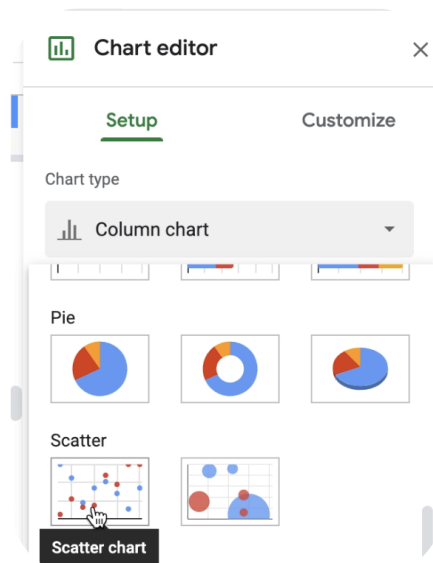 Chart editor
Setup Customize
Chart type
Column chart
Pie
Scatter
Scatter chart